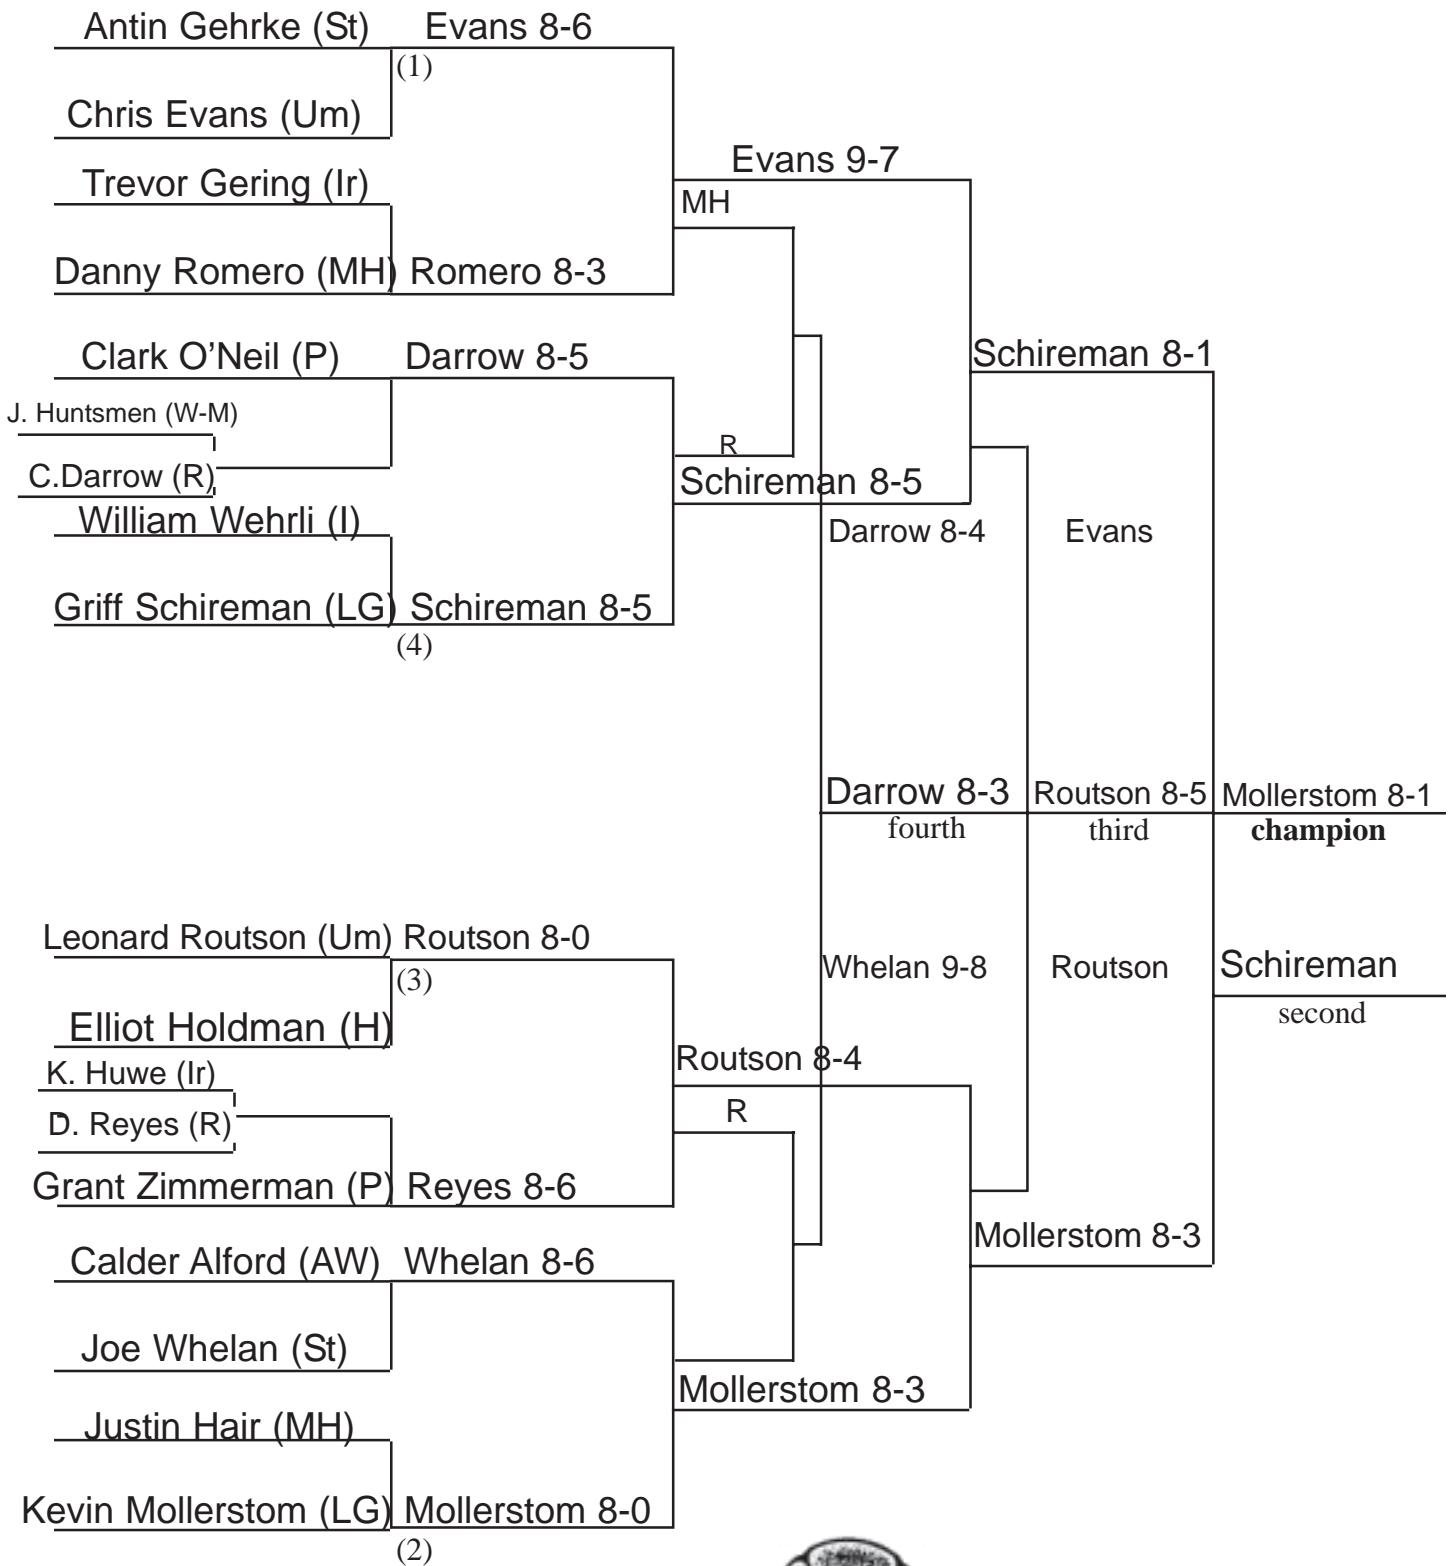 Antin Gehrke (St) Evans 8-6
(1)
Chris Evans (Um)
Evans 9-7
Trevor Gering (Ir)
MH
Danny Romero (MH) Romero 8-3
Clark O’Neil (P) Darrow 8-5
Schireman 8-1
J. Huntsmen (W-M)
R
C.Darrow (R)
Schireman 8-5
William Wehrli (I)
Darrow 8-4 Evans
Griff Schireman (LG) Schireman 8-5
(4)
Darrow 8-3 Routson 8-5 Mollerstom 8-1
fourth third champion
Leonard Routson (Um) Routson 8-0
Whelan 9-8 Routson Schireman
(3)
second
Elliot Holdman (H)
Routson 8-4
K. Huwe (Ir)
R
D. Reyes (R)
Grant Zimmerman (P) Reyes 8-6
Mollerstom 8-3
Calder Alford (AW) Whelan 8-6
Joe Whelan (St)
Mollerstom 8-3
Justin Hair (MH)
Kevin Mollerstom (LG) Mollerstom 8-0
(2)